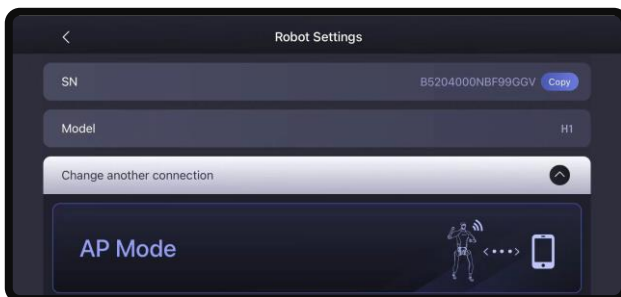 Robot Settings
SN B5204000NBF99GGV Copy
Model H1
Change another connection
AP Mode